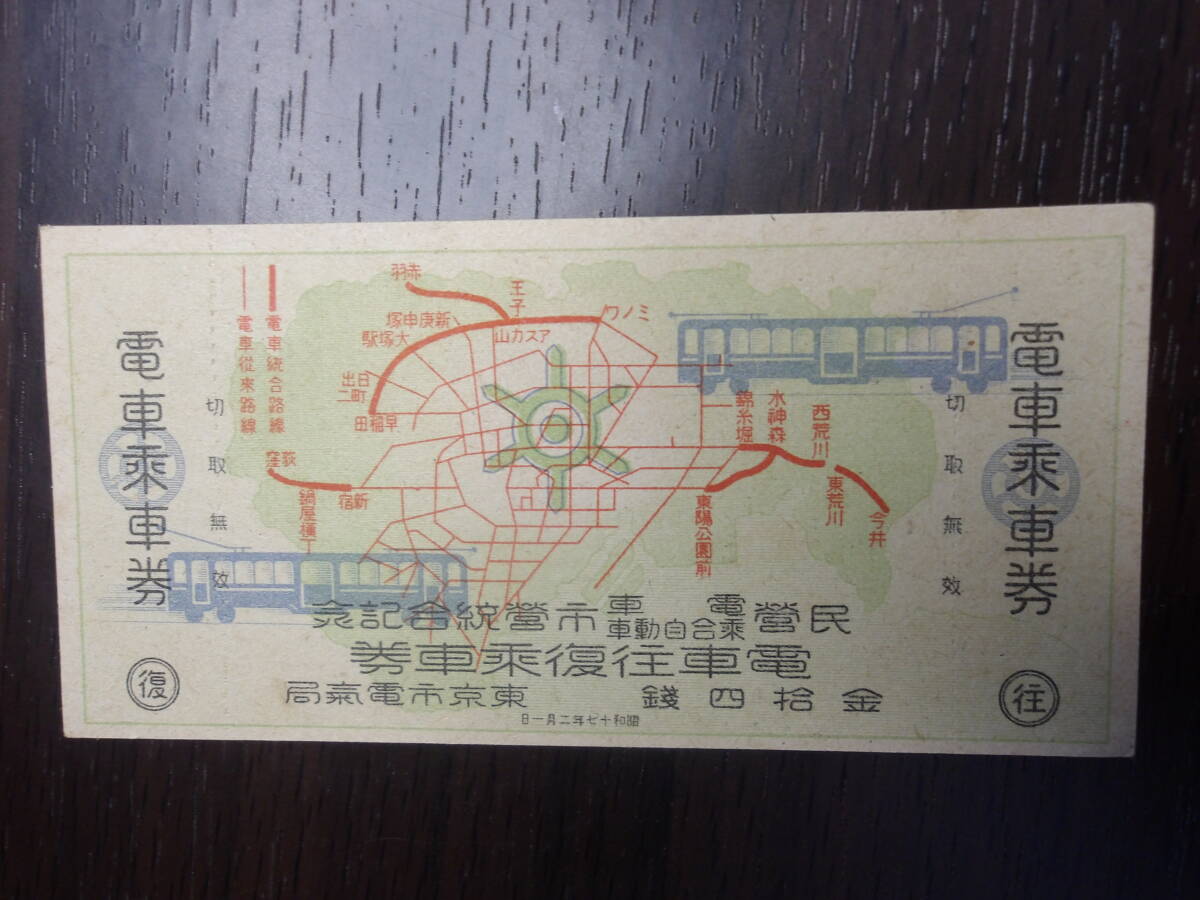 電車乗車券
往
切取無效
民營電車乘合自動車市營統合記念
電車往復乘車券
金拾四錢 東京市電氣局
昭和十七年二月一日
電車統合路線
電車從來路線
赤羽
王子
アスカ山
ミノワ
新庚申塚
大塚駅
日出町二
早稲田
荻窪
新宿
鍋屋横丁
錦糸堀
水神森
西荒川
東荒川
今井
東陽公園前
切取無效
電車乗車券
復